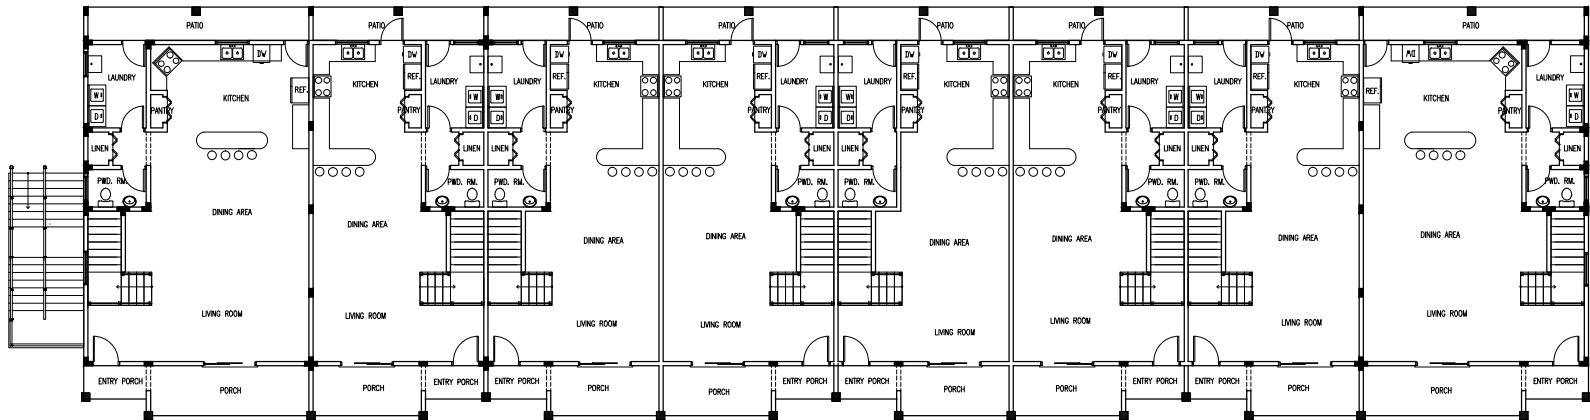 PATIO
DW
LAUNDRY
REF.
W
KITCHEN
PANTRY
D
LINEN
PWD. RM.
DINING AREA
LIVING ROOM
ENTRY PORCH
PORCH
PATIO
DW
REF.
LAUNDRY
KITCHEN
W
PANTRY
D
LINEN
PWD. RM.
DINING AREA
LIVING ROOM
PORCH
ENTRY PORCH
PATIO
DW
REF.
LAUNDRY
KITCHEN
W
PANTRY
D
LINEN
PWD. RM.
DINING AREA
LIVING ROOM
ENTRY PORCH
PORCH
PATIO
DW
REF.
LAUNDRY
KITCHEN
W
PANTRY
D
LINEN
PWD. RM.
DINING AREA
LIVING ROOM
PORCH
ENTRY PORCH
PATIO
DW
REF.
LAUNDRY
KITCHEN
W
PANTRY
D
LINEN
PWD. RM.
DINING AREA
LIVING ROOM
ENTRY PORCH
PORCH
PATIO
DW
REF.
LAUNDRY
KITCHEN
W
PANTRY
D
LINEN
PWD. RM.
DINING AREA
LIVING ROOM
PORCH
ENTRY PORCH
PATIO
DW
REF.
LAUNDRY
KITCHEN
W
PANTRY
D
LINEN
PWD. RM.
DINING AREA
LIVING ROOM
ENTRY PORCH
PORCH
PATIO
DW
LAUNDRY
REF.
W
KITCHEN
PANTRY
D
LINEN
PWD. RM.
DINING AREA
LIVING ROOM
PORCH
ENTRY PORCH